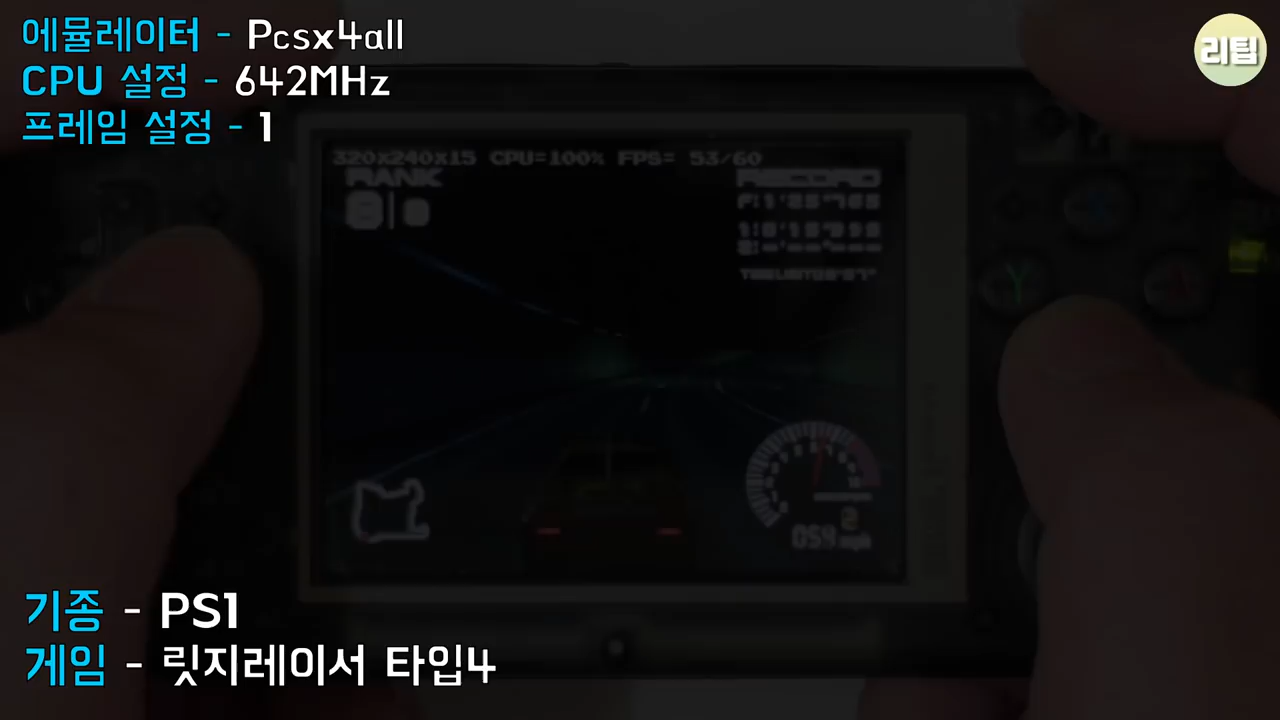 에뮬레이터 - Pcsx4all
CPU 설정 - 642MHz
프레임 설정 - 1
리팁
320x240x15 CPU=100% FPS= 53/60
RANK
RECORD
Y
2
mph
기종 - PS1
게임 - 릿지레이서 타입4